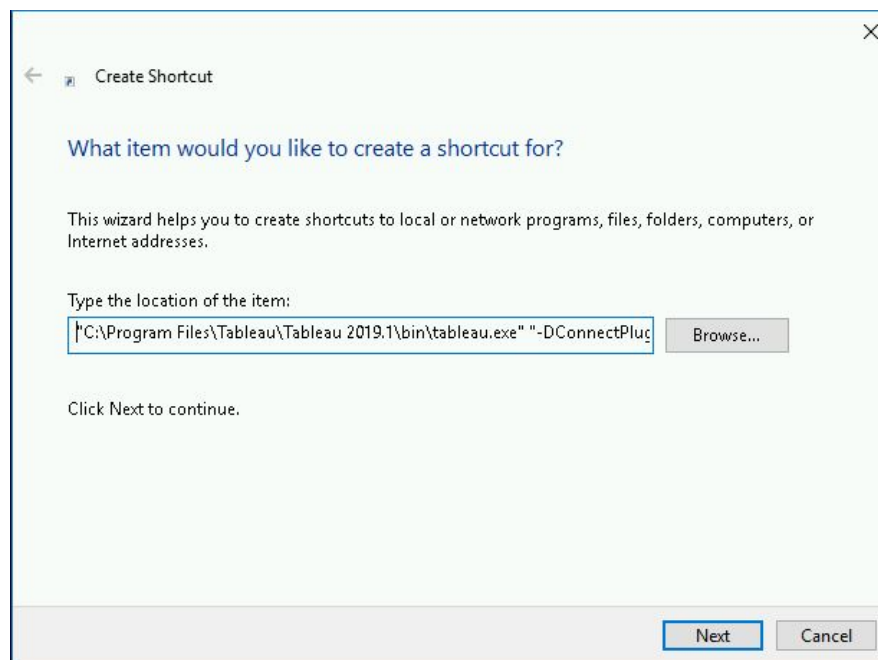 Create Shortcut
What item would you like to create a shortcut for?
This wizard helps you to create shortcuts to local or network programs, files, folders, computers, or
Internet addresses.
Type the location of the item:
"C:\Program Files\Tableau\Tableau 2019.1\bin\tableau.exe" "-DConnectPlug
Browse...
Click Next to continue.
Next
Cancel